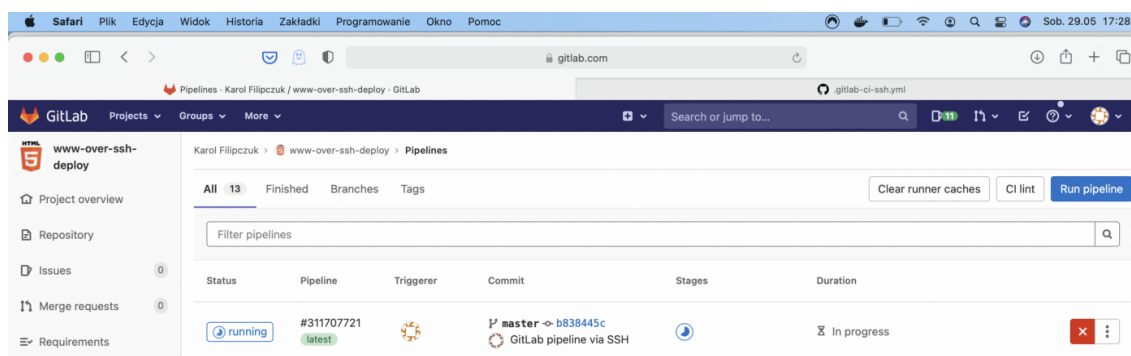 Safari Plik Edycja Widok Historia Zakładki Programowanie Okno Pomoc Sob. 29.05 17:28
gitlab.com
Pipelines · Karol Filipczuk / www-over-ssh-deploy · GitLab .gitlab-ci-ssh.yml
GitLab Projects Groups More Search or jump to... 11
HTML 5 www-over-ssh-deploy
Karol Filipczuk > www-over-ssh-deploy > Pipelines
All 13 Finished Branches Tags Clear runner caches CI lint Run pipeline
Project overview
Filter pipelines
Repository
Issues 0
Status Pipeline Triggerer Commit Stages Duration
Merge requests 0
running #311707721 master b838445c In progress
latest GitLab pipeline via SSH
Requirements